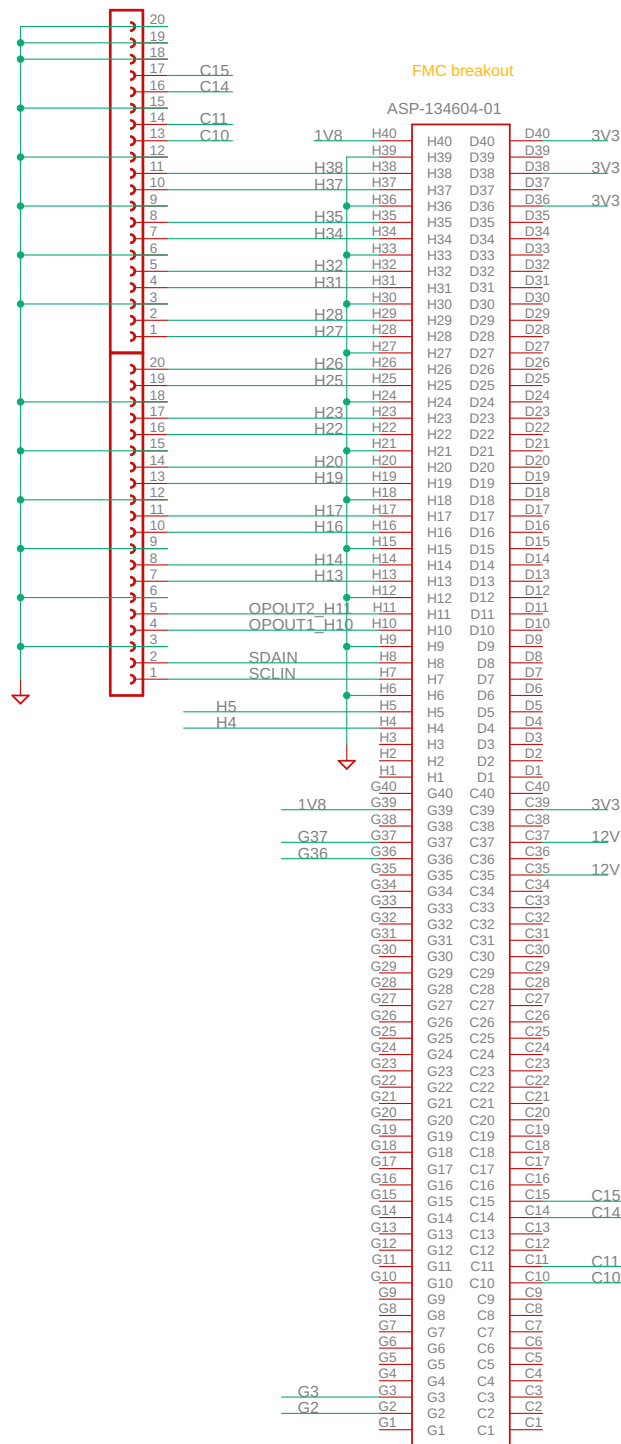 20
19
18
17 C15
FMC breakout
16 C14
15
ASP-134604-01
14 C11
13 C10 1V8 H40 H40 D40 D40 3V3
12 H39 H39 D39 D39
11 H38 H38 H38 D38 D38 3V3
10 H37 H37 H37 D37 D37
9 H36 H36 D36 D36 3V3
8 H35 H35 H35 D35 D35
7 H34 H34 H34 D34 D34
6 H33 H33 D33 D33
5 H32 H32 H32 D32 D32
4 H31 H31 H31 D31 D31
3 H30 H30 D30 D30
2 H28 H29 H29 D29 D29
1 H27 H28 H28 D28 D28
H27 H27 D27 D27
20 H26 H26 H26 D26 D26
19 H25 H25 H25 D25 D25
18 H24 H24 D24 D24
17 H23 H23 H23 D23 D23
16 H22 H22 H22 D22 D22
15 H21 H21 D21 D21
14 H20 H20 H20 D20 D20
13 H19 H19 H19 D19 D19
12 H18 H18 D18 D18
11 H17 H17 H17 D17 D17
10 H16 H16 H16 D16 D16
9 H15 H15 D15 D15
8 H14 H14 H14 D14 D14
7 H13 H13 H13 D13 D13
6 H12 H12 D12 D12
5 OPOUT2_H11 H11 H11 D11 D11
4 OPOUT1_H10 H10 H10 D10 D10
3 H9 H9 D9 D9
2 SDAIN H8 H8 D8 D8
1 SCLIN H7 H7 D7 D7
H6 H6 D6 D6
H5 H5 H5 D5 D5
H4 H4 H4 D4 D4
H3 H3 D3 D3
H2 H2 D2 D2
H1 H1 D1 D1
G40 G40 C40 C40
1V8 G39 G39 C39 C39 3V3
G38 G38 C38 C38
G37 G37 G37 C37 C37 12V
G36 G36 G36 C36 C36
G35 G35 C35 C35 12V
G34 G34 C34 C34
G33 G33 C33 C33
G32 G32 C32 C32
G31 G31 C31 C31
G30 G30 C30 C30
G29 G29 C29 C29
G28 G28 C28 C28
G27 G27 C27 C27
G26 G26 C26 C26
G25 G25 C25 C25
G24 G24 C24 C24
G23 G23 C23 C23
G22 G22 C22 C22
G21 G21 C21 C21
G20 G20 C20 C20
G19 G19 C19 C19
G18 G18 C18 C18
G17 G17 C17 C17
G16 G16 C16 C16
G15 G15 C15 C15 C15
G14 G14 C14 C14 C14
G13 G13 C13 C13
G12 G12 C12 C12
G11 G11 C11 C11 C11
G10 G10 C10 C10 C10
G9 G9 C9 C9
G8 G8 C8 C8
G7 G7 C7 C7
G6 G6 C6 C6
G5 G5 C5 C5
G4 G4 C4 C4
G3 G3 G3 C3 C3
G2 G2 G2 C2 C2
G1 G1 C1 C1